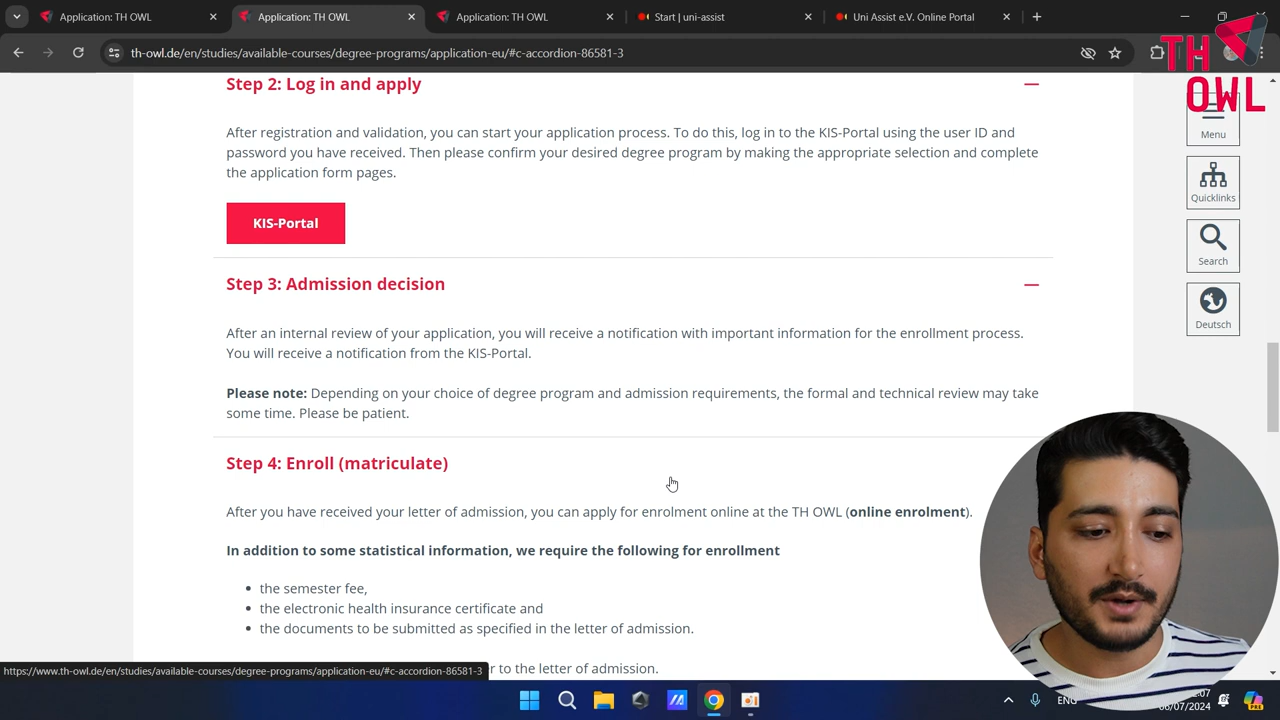 Application: TH OWL
Application: TH OWL
Application: TH OWL
Start | uni-assist
Uni Assist e.V. Online Portal
th-owl.de/en/studies/available-courses/degree-programs/application-eu/#c-accordion-86581-3
TH
OWL
Menu
Quicklinks
Search
Deutsch
Step 2: Log in and apply
After registration and validation, you can start your application process. To do this, log in to the KIS-Portal using the user ID and
password you have received. Then please confirm your desired degree program by making the appropriate selection and complete
the application form pages.
KIS-Portal
Step 3: Admission decision
After an internal review of your application, you will receive a notification with important information for the enrollment process.
You will receive a notification from the KIS-Portal.
Please note: Depending on your choice of degree program and admission requirements, the formal and technical review may take
some time. Please be patient.
Step 4: Enroll (matriculate)
After you have received your letter of admission, you can apply for enrolment online at the TH OWL (online enrolment).
In addition to some statistical information, we require the following for enrollment
the semester fee,
the electronic health insurance certificate and
the documents to be submitted as specified in the letter of admission.
to the letter of admission.
https://www.th-owl.de/en/studies/available-courses/degree-programs/application-eu/#c-accordion-86581-3
ENG